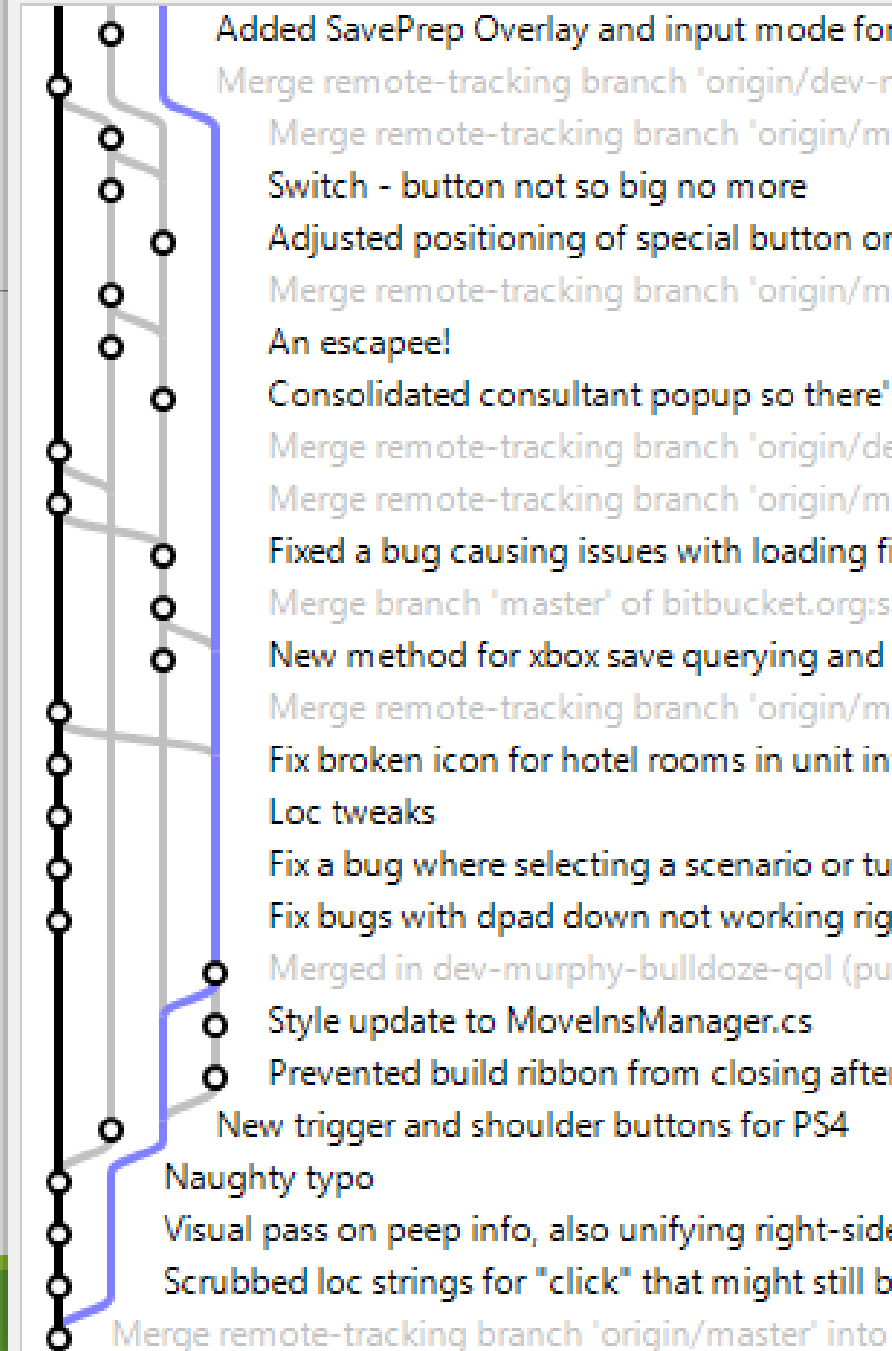 Added SavePrep Overlay and input mode for
Merge remote-tracking branch 'origin/dev-r
Merge remote-tracking branch 'origin/m
Switch - button not so big no more
Adjusted positioning of special button or
Merge remote-tracking branch 'origin/m
An escapee!
Consolidated consultant popup so there'
Merge remote-tracking branch 'origin/de
Merge remote-tracking branch 'origin/m
Fixed a bug causing issues with loading fi
Merge branch 'master' of bitbucket.org:s
New method for xbox save querying and
Merge remote-tracking branch 'origin/m
Fix broken icon for hotel rooms in unit in
Loc tweaks
Fix a bug where selecting a scenario or tu
Fix bugs with dpad down not working rig
Merged in dev-murphy-bulldoze-qol (pu
Style update to MoveInsManager.cs
Prevented build ribbon from closing after
New trigger and shoulder buttons for PS4
Naughty typo
Visual pass on peep info, also unifying right-side
Scrubbed loc strings for "click" that might still b
Merge remote-tracking branch 'origin/master' into